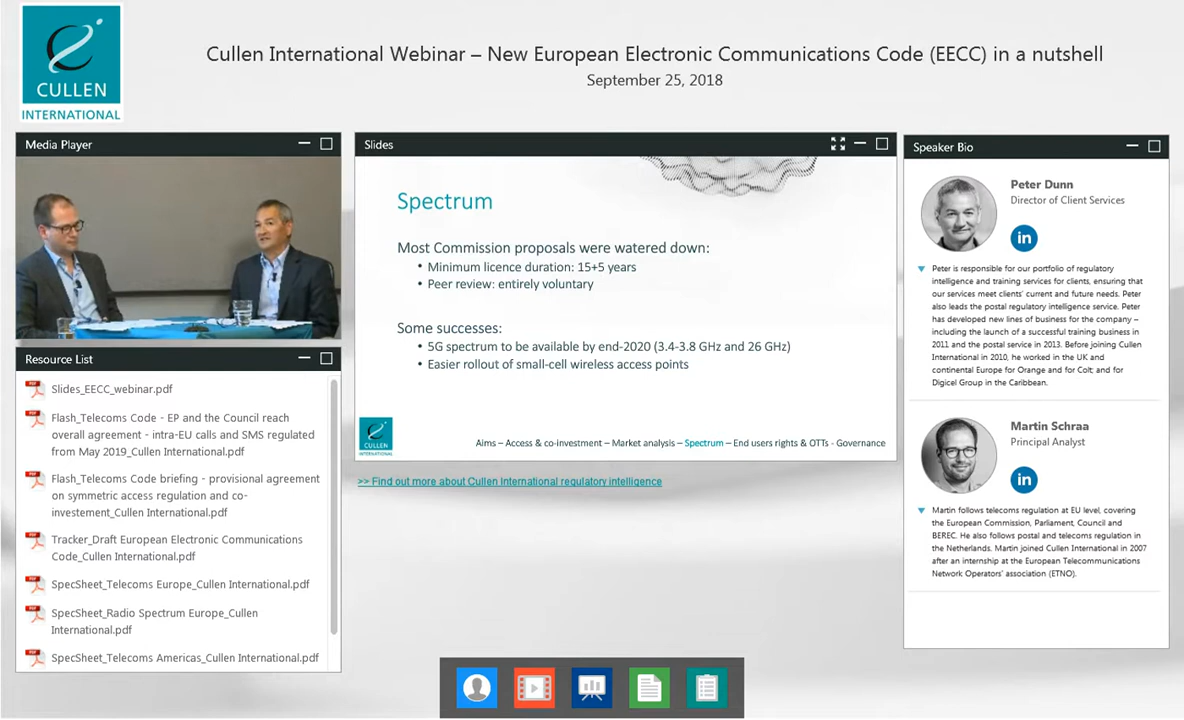 CULLEN
INTERNATIONAL
Cullen International Webinar – New European Electronic Communications Code (EECC) in a nutshell
September 25, 2018
Media Player
Resource List
Slides_EECC_webinar.pdf
Flash_Telecoms Code - EP and the Council reach
overall agreement - intra-EU calls and SMS regulated
from May 2019_Cullen International.pdf
Flash_Telecoms Code briefing - provisional agreement
on symmetric access regulation and co-
investement_Cullen International.pdf
Tracker_Draft European Electronic Communications
Code_Cullen International.pdf
SpecSheet_Telecoms Europe_Cullen International.pdf
SpecSheet_Radio Spectrum Europe_Cullen
International.pdf
SpecSheet_Telecoms Americas_Cullen International.pdf
Slides
Spectrum
Most Commission proposals were watered down:
• Minimum licence duration: 15+5 years
• Peer review: entirely voluntary
Some successes:
• 5G spectrum to be available by end-2020 (3.4-3.8 GHz and 26 GHz)
• Easier rollout of small-cell wireless access points
CULLEN
INTERNATIONAL
Aims – Access & co-investment – Market analysis – Spectrum – End users rights & OTTs - Governance
>> Find out more about Cullen International regulatory intelligence
Speaker Bio
Peter Dunn
Director of Client Services
in
Peter is responsible for our portfolio of regulatory
intelligence and training services for clients, ensuring that
our services meet clients' current and future needs. Peter
also leads the postal regulatory intelligence service. Peter
has developed new lines of business for the company –
including the launch of a successful training business in
2011 and the postal service in 2013. Before joining Cullen
International in 2010, he worked in the UK and
continental Europe for Orange and for Colt; and for
Digicel Group in the Caribbean.
Martin Schraa
Principal Analyst
in
Martin follows telecoms regulation at EU level, covering
the European Commission, Parliament, Council and
BEREC. He also follows postal and telecoms regulation in
the Netherlands. Martin joined Cullen International in 2007
after an internship at the European Telecommunications
Network Operators' association (ETNO).